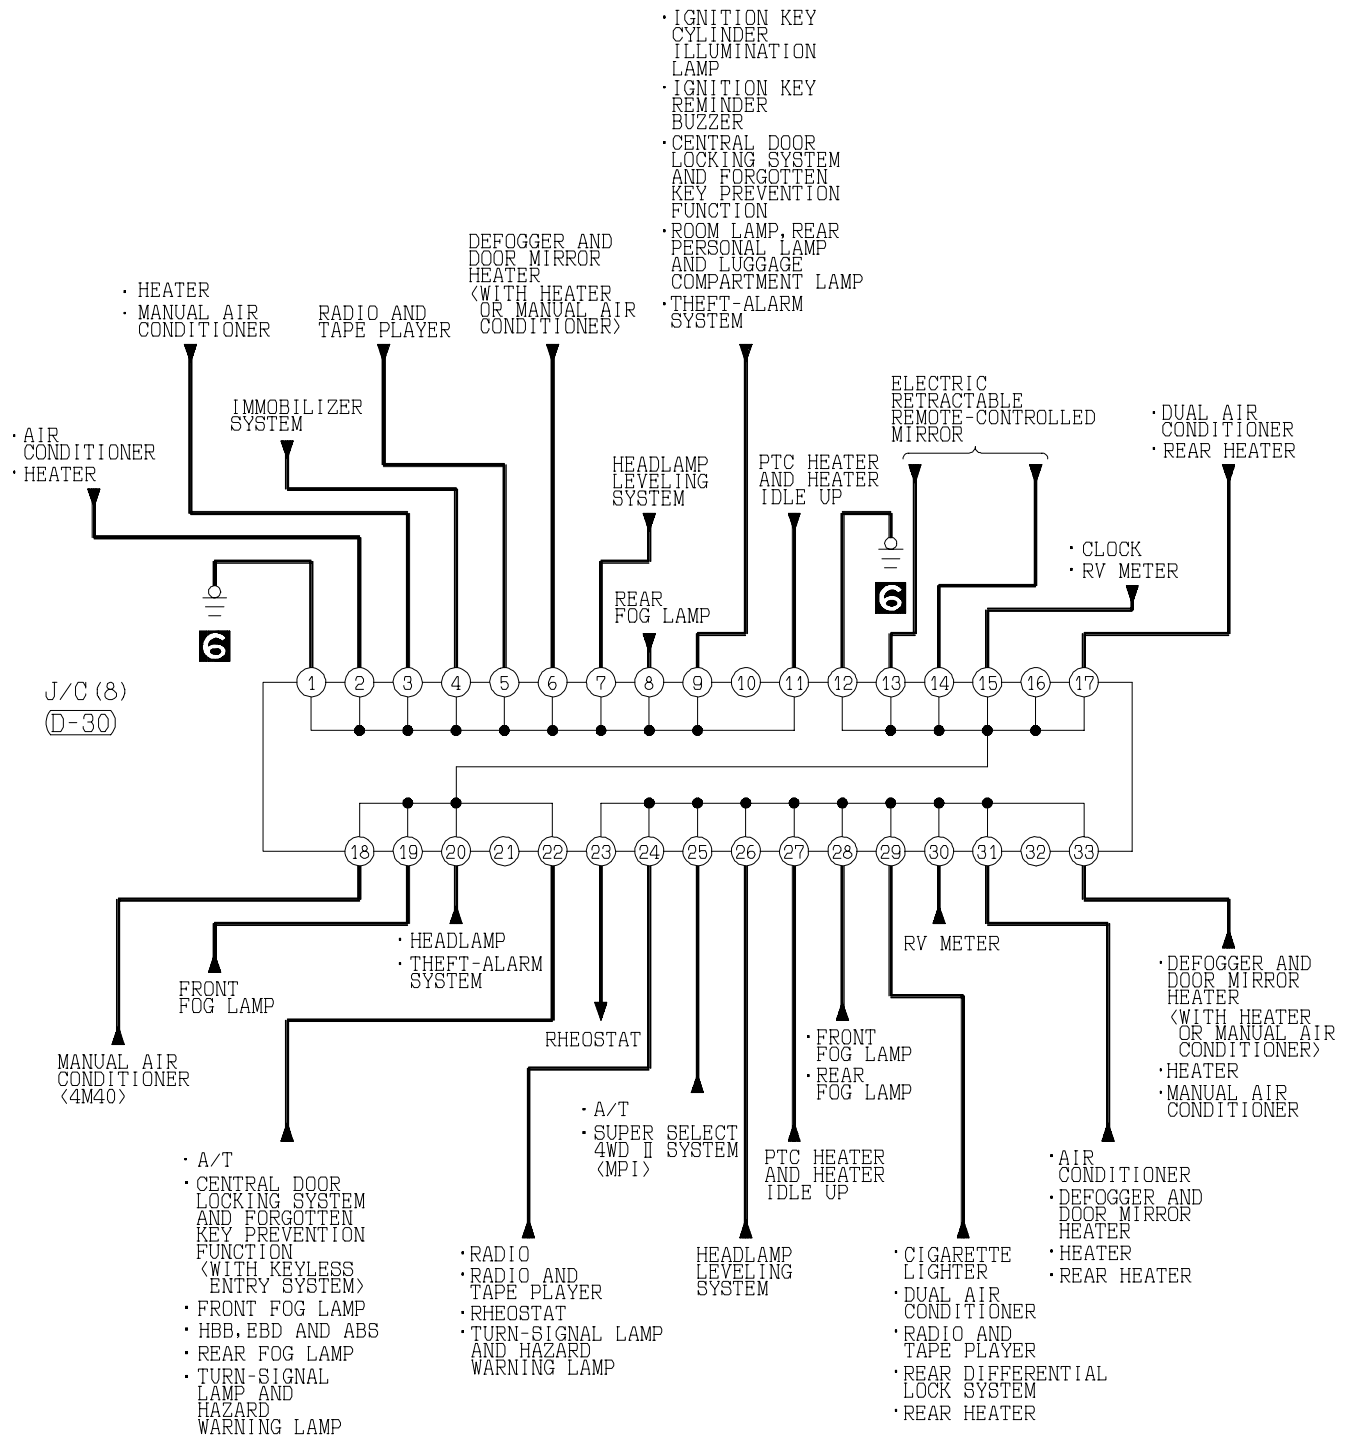 · IGNITION KEY
CYLINDER
ILLUMINATION
LAMP
· IGNITION KEY
REMINDER
BUZZER
· CENTRAL DOOR
LOCKING SYSTEM
AND FORGOTTEN
KEY PREVENTION
FUNCTION
· ROOM LAMP, REAR
PERSONAL LAMP
AND LUGGAGE
COMPARTMENT LAMP
· THEFT-ALARM
SYSTEM
DEFOGGER AND
DOOR MIRROR
HEATER
〈WITH HEATER
OR MANUAL AIR
CONDITIONER〉
· HEATER
· MANUAL AIR
CONDITIONER
RADIO AND
TAPE PLAYER
IMMOBILIZER
SYSTEM
· AIR
CONDITIONER
· HEATER
HEADLAMP
LEVELING
SYSTEM
PTC HEATER
AND HEATER
IDLE UP
ELECTRIC
RETRACTABLE
REMOTE-CONTROLLED
MIRROR
· DUAL AIR
CONDITIONER
· REAR HEATER
· CLOCK
· RV METER
REAR
FOG LAMP
6
6
J/C (8)
D-30
1 2 3 4 5 6 7 8 9 10 11 12 13 14 15 16 17
18 19 20 21 22 23 24 25 26 27 28 29 30 31 32 33
· HEADLAMP
· THEFT-ALARM
SYSTEM
RV METER
FRONT
FOG LAMP
· DEFOGGER AND
DOOR MIRROR
HEATER
〈WITH HEATER
OR MANUAL AIR
CONDITIONER〉
· HEATER
· MANUAL AIR
CONDITIONER
RHEOSTAT
· FRONT
FOG LAMP
· REAR
FOG LAMP
MANUAL AIR
CONDITIONER
〈4M40〉
· A/T
· SUPER SELECT
4WD Ⅱ SYSTEM
〈MPI〉
PTC HEATER
AND HEATER
IDLE UP
· A/T
· CENTRAL DOOR
LOCKING SYSTEM
AND FORGOTTEN
KEY PREVENTION
FUNCTION
〈WITH KEYLESS
ENTRY SYSTEM〉
· FRONT FOG LAMP
· HBB, EBD AND ABS
· REAR FOG LAMP
· TURN-SIGNAL
LAMP AND
HAZARD
WARNING LAMP
· RADIO
· RADIO AND
TAPE PLAYER
· RHEOSTAT
· TURN-SIGNAL LAMP
AND HAZARD
WARNING LAMP
HEADLAMP
LEVELING
SYSTEM
· CIGARETTE
LIGHTER
· DUAL AIR
CONDITIONER
· RADIO AND
TAPE PLAYER
· REAR DIFFERENTIAL
LOCK SYSTEM
· REAR HEATER
· AIR
CONDITIONER
· DEFOGGER AND
DOOR MIRROR
HEATER
· HEATER
· REAR HEATER